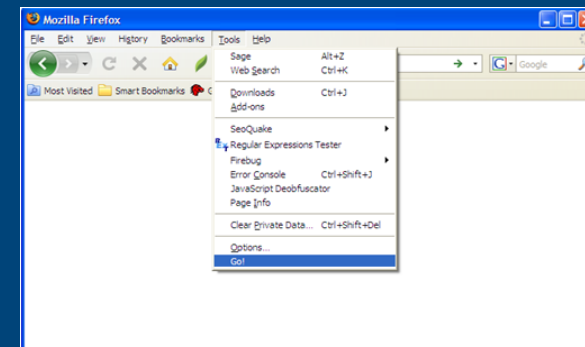 Mozilla Firefox
File Edit View History Bookmarks Tools Help
Google
Most Visited Smart Bookmarks
Sage Alt+Z
Web Search Ctrl+K
Downloads Ctrl+J
Add-ons
SeoQuake
Regular Expressions Tester
Firebug
Error Console Ctrl+Shift+J
JavaScript Deobfuscator
Page Info
Clear Private Data... Ctrl+Shift+Del
Options...
Go!